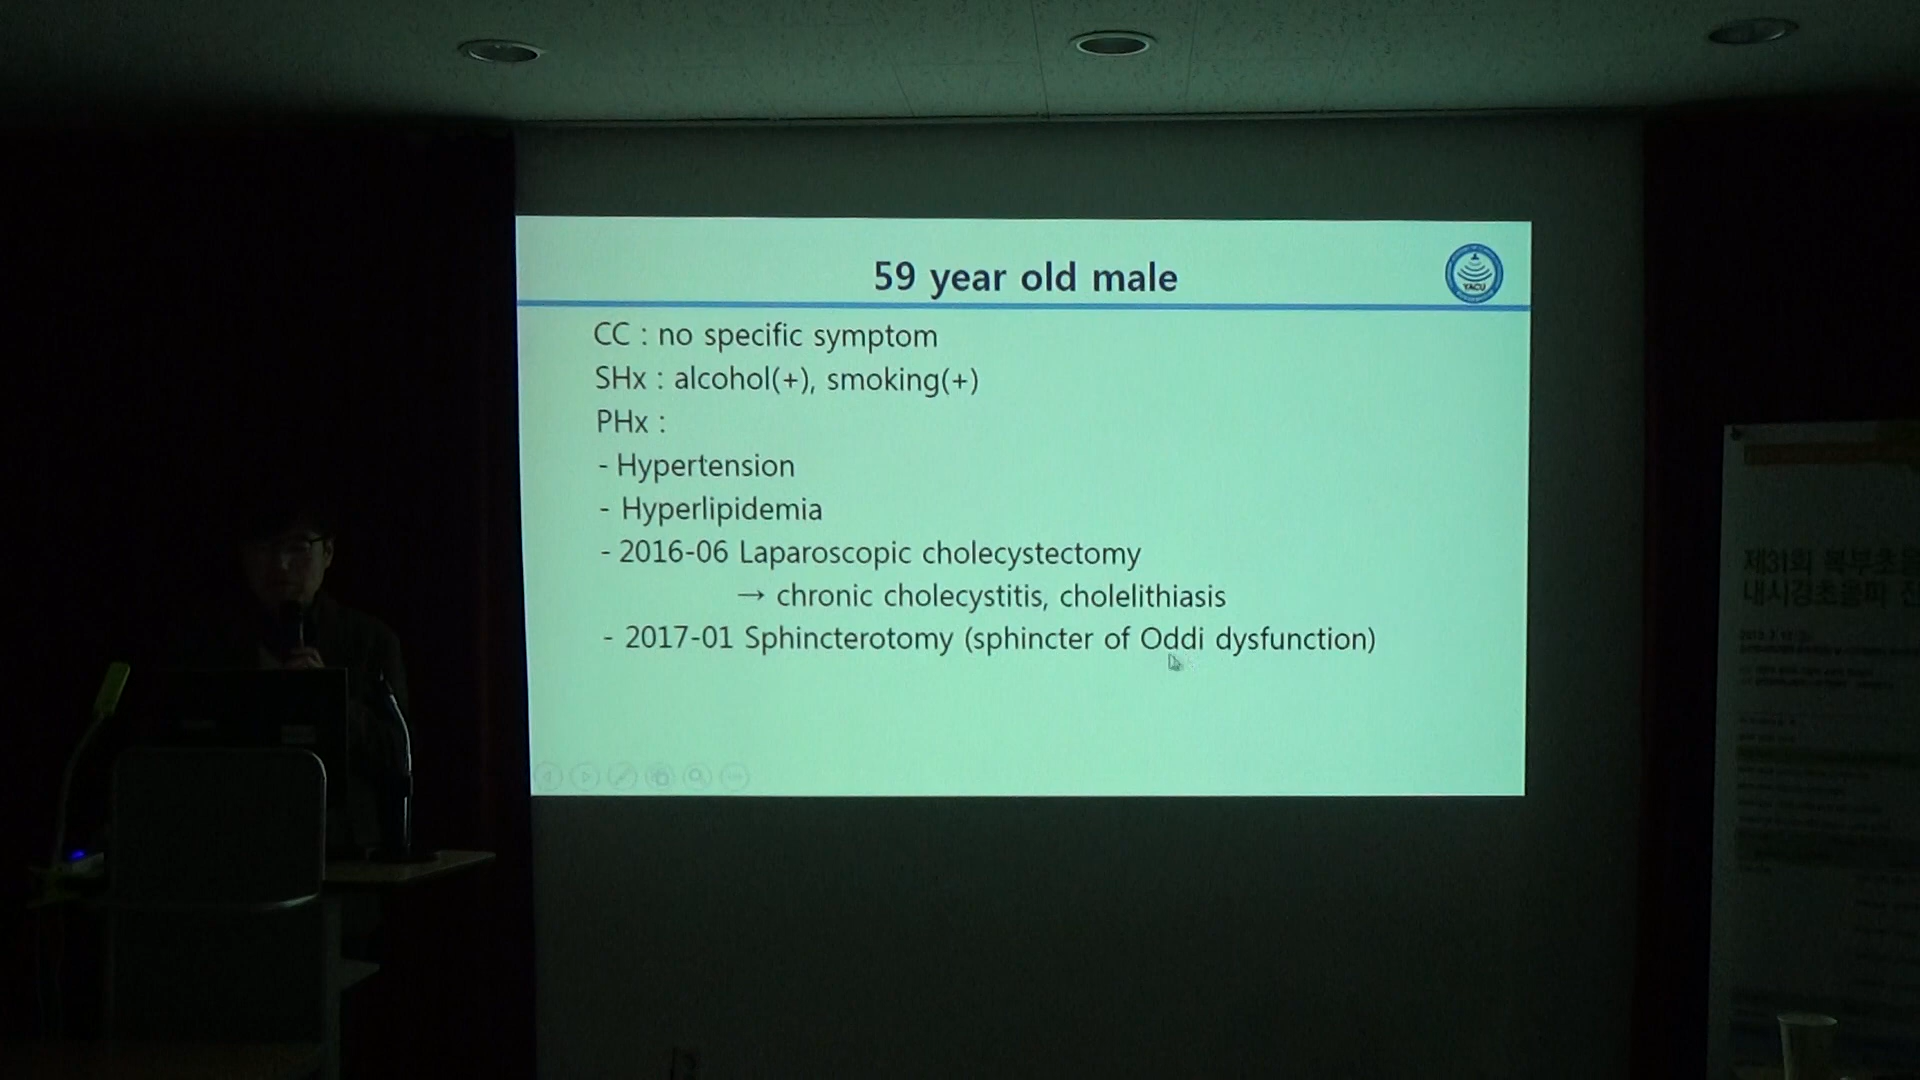 59 year old male
YACU
CC : no specific symptom
SHx : alcohol(+), smoking(+)
PHx :
- Hypertension
- Hyperlipidemia
- 2016-06 Laparoscopic cholecystectomy
→ chronic cholecystitis, cholelithiasis
- 2017-01 Sphincterotomy (sphincter of Oddi dysfunction)
제31회 복부초음
내시경초음파